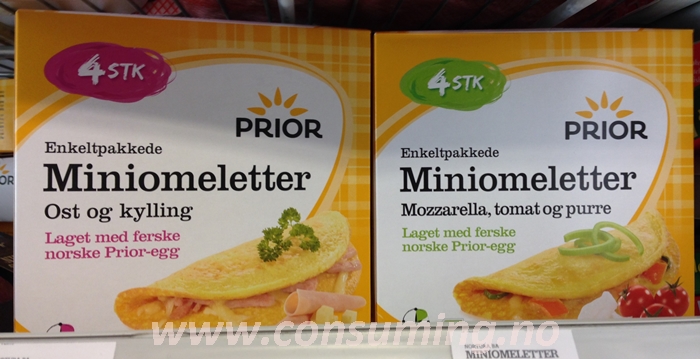 4 STK
PRIOR
Enkeltpakkede
Miniomeletter
Ost og kylling
Laget med ferske
norske Prior-egg
4 STK
PRIOR
Enkeltpakkede
Miniomeletter
Mozzarella, tomat og purre
Laget med ferske
norske Prior-egg
OR
www.consuming.no
MINIOMELETTER